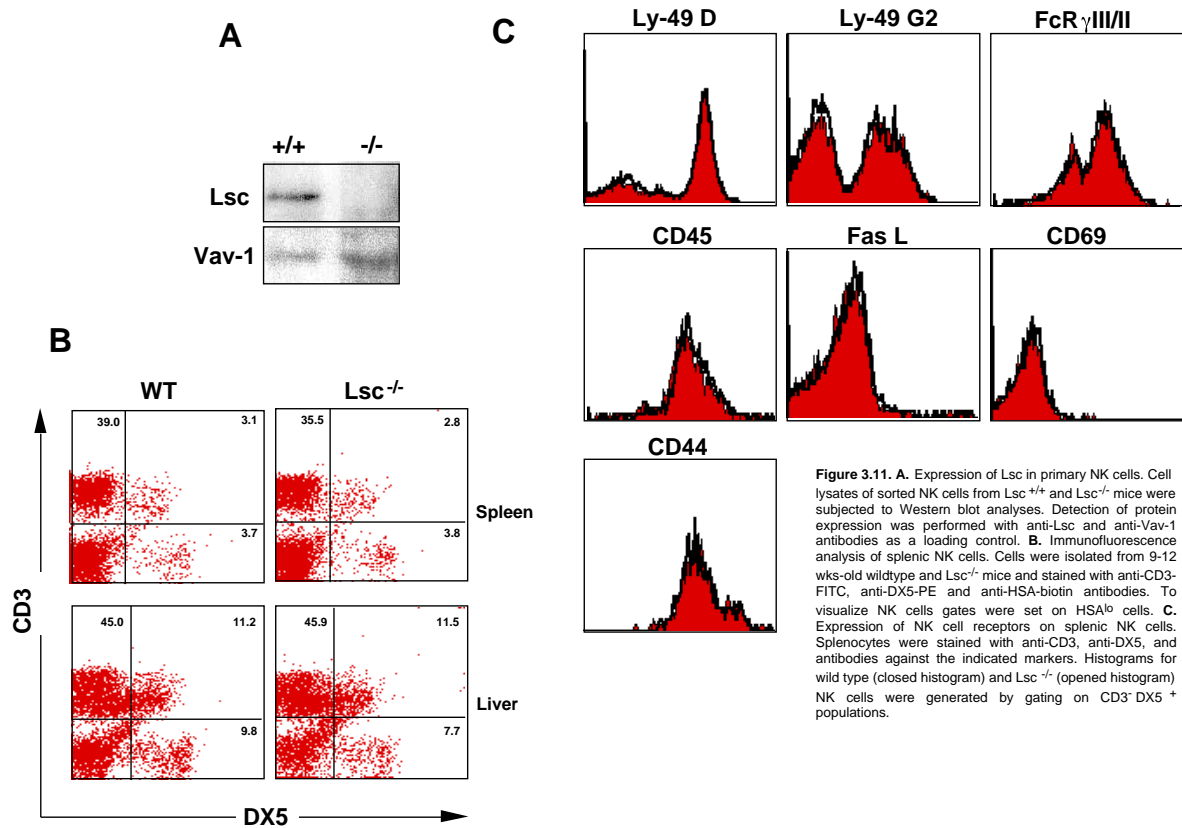 A
+/+ -/-
Lsc
Vav-1
B
WT Lsc -/-
39.0 3.1 35.5 2.8
3.7 3.8
Spleen
45.0 11.2 45.9 11.5
9.8 7.7
Liver
CD3
DX5
C
Ly-49 D Ly-49 G2 FcR γIII/II
CD45 Fas L CD69
CD44
Figure 3.11. A. Expression of Lsc in primary NK cells. Cell
lysates of sorted NK cells from Lsc +/+ and Lsc-/- mice were
subjected to Western blot analyses. Detection of protein
expression was performed with anti-Lsc and anti-Vav-1
antibodies as a loading control. B. Immunofluorescence
analysis of splenic NK cells. Cells were isolated from 9-12
wks-old wildtype and Lsc-/- mice and stained with anti-CD3-
FITC, anti-DX5-PE and anti-HSA-biotin antibodies. To
visualize NK cells gates were set on HSAlo cells. C.
Expression of NK cell receptors on splenic NK cells.
Splenocytes were stained with anti-CD3, anti-DX5, and
antibodies against the indicated markers. Histograms for
wild type (closed histogram) and Lsc -/- (opened histogram)
NK cells were generated by gating on CD3- DX5 +
populations.